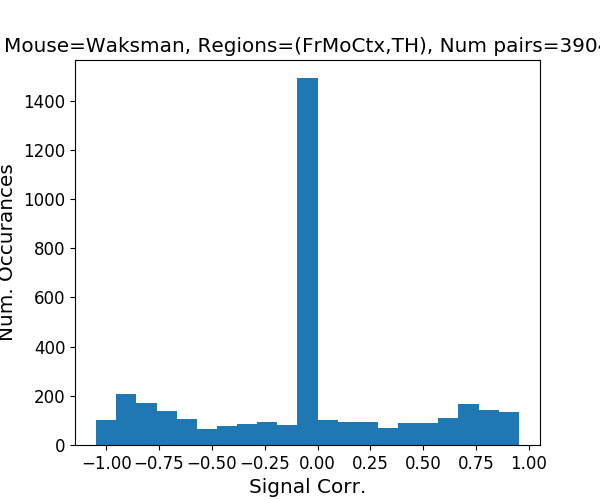 Mouse=Waksman, Regions=(FrMoCtx,TH), Num pairs=3904
Num. Occurances
1400
1200
1000
800
600
400
200
0
−1.00 −0.75 −0.50 −0.25 0.00 0.25 0.50 0.75 1.00
Signal Corr.